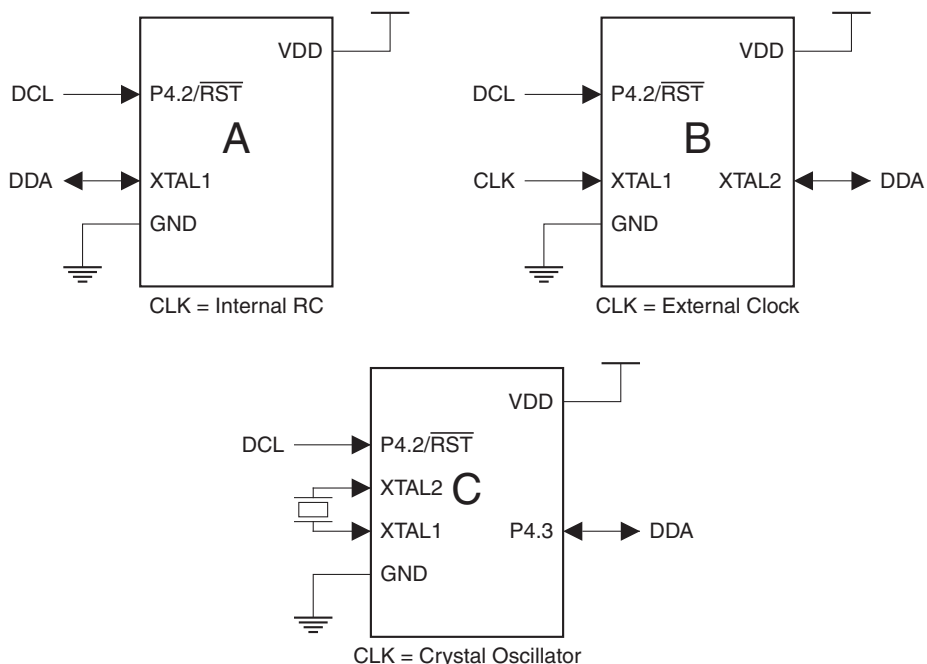 VDD
DCL
P4.2/RST
A
DDA
XTAL1
GND
CLK = Internal RC
VDD
DCL
P4.2/RST
B
CLK
XTAL1
XTAL2
DDA
GND
CLK = External Clock
VDD
DCL
P4.2/RST
XTAL2
C
XTAL1
P4.3
DDA
GND
CLK = Crystal Oscillator